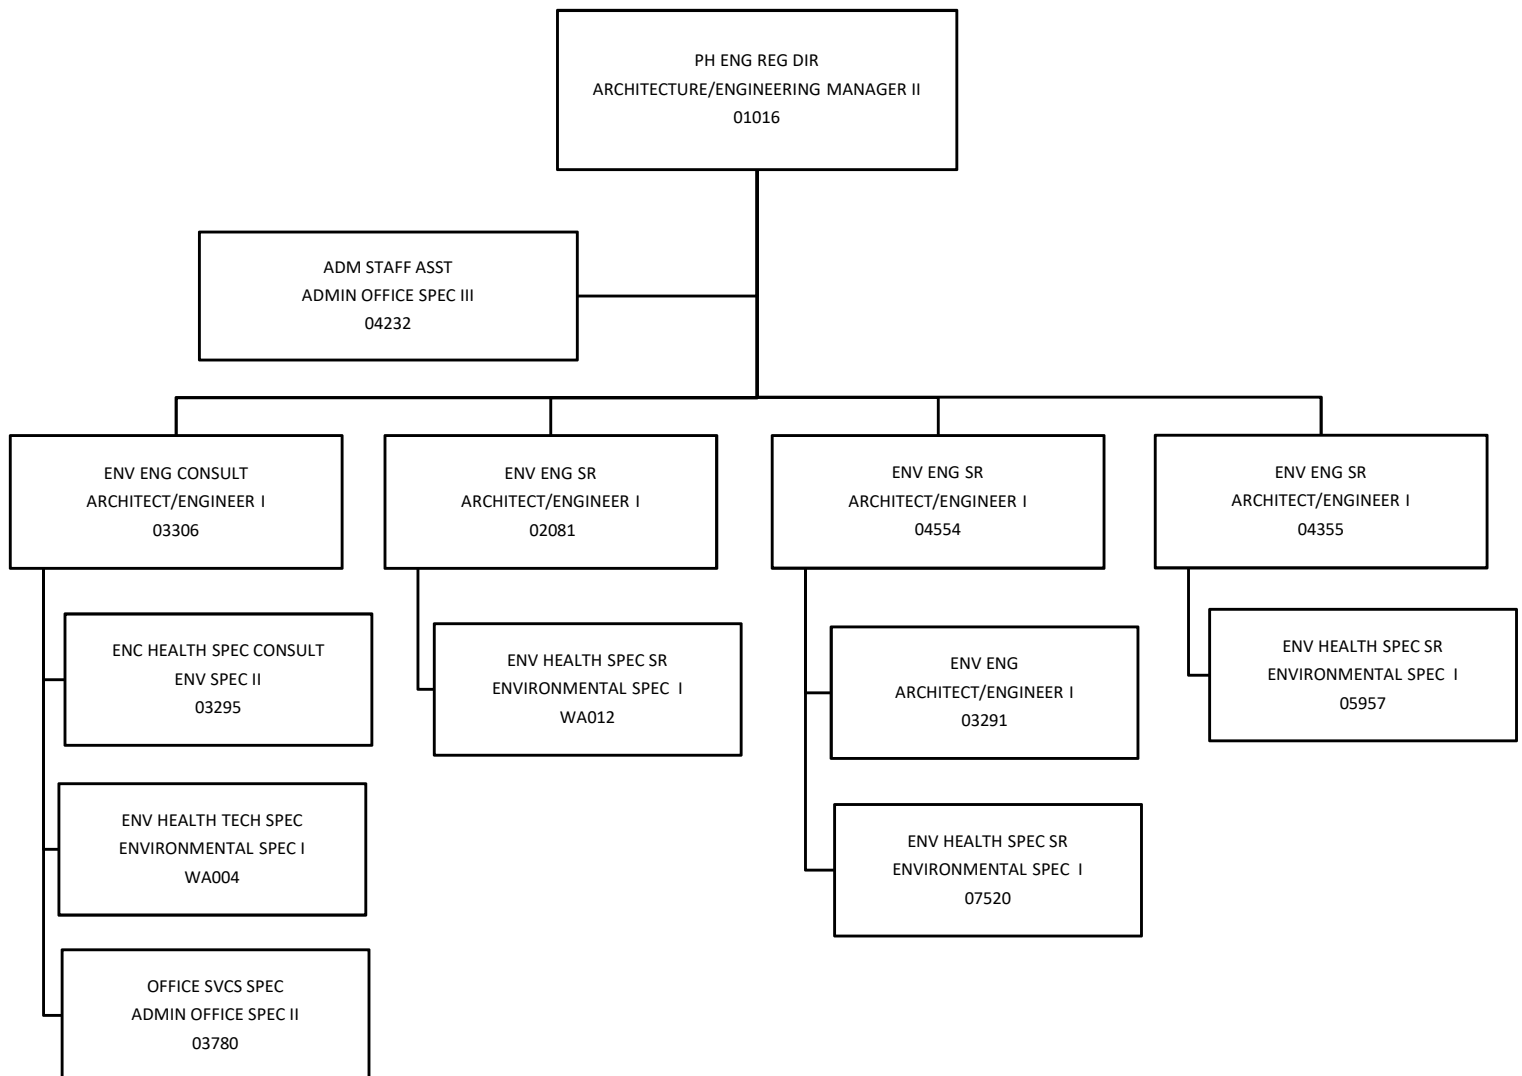 PH ENG REG DIR
ARCHITECTURE/ENGINEERING MANAGER II
01016
ADM STAFF ASST
ADMIN OFFICE SPEC III
04232
ENV ENG CONSULT
ARCHITECT/ENGINEER I
03306
ENV ENG SR
ARCHITECT/ENGINEER I
02081
ENV ENG SR
ARCHITECT/ENGINEER I
04554
ENV ENG SR
ARCHITECT/ENGINEER I
04355
ENC HEALTH SPEC CONSULT
ENV SPEC II
03295
ENV HEALTH TECH SPEC
ENVIRONMENTAL SPEC I
WA004
OFFICE SVCS SPEC
ADMIN OFFICE SPEC II
03780
ENV HEALTH SPEC SR
ENVIRONMENTAL SPEC I
WA012
ENV ENG
ARCHITECT/ENGINEER I
03291
ENV HEALTH SPEC SR
ENVIRONMENTAL SPEC I
07520
ENV HEALTH SPEC SR
ENVIRONMENTAL SPEC I
05957